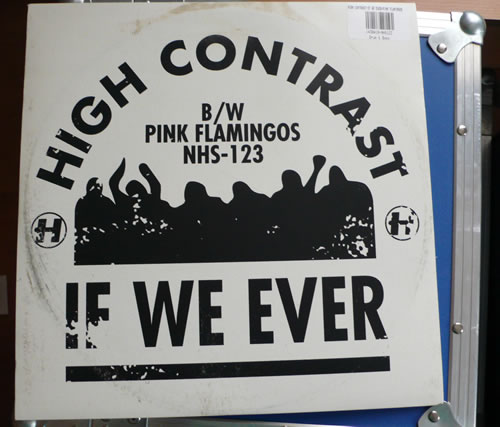 HIGH CONTRAST
B/W
PINK FLAMINGOS
NHS-123
H
H
IF WE EVER